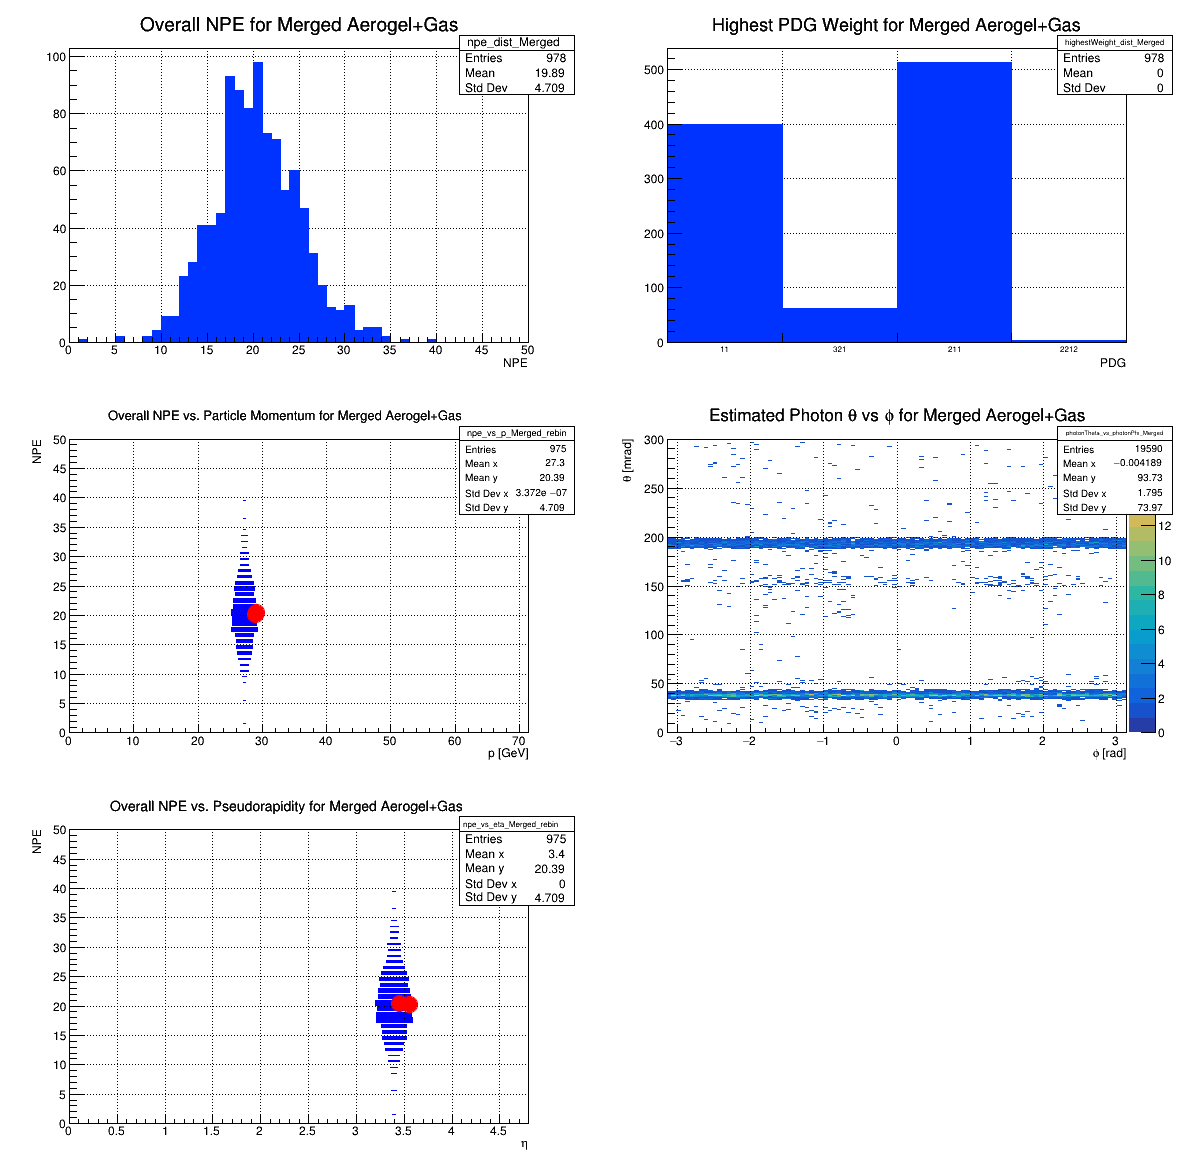 Overall NPE for Merged Aerogel+Gas
npe_dist_Merged
Entries 978
Mean 19.89
Std Dev 4.709
100
80
60
40
20
0
0 5 10 15 20 25 30 35 40 45 50
NPE
Highest PDG Weight for Merged Aerogel+Gas
highestWeight_dist_Merged
Entries 978
Mean 0
Std Dev 0
500
400
300
200
100
0
11 321 211 2212
PDG
Overall NPE vs. Particle Momentum for Merged Aerogel+Gas
NPE
npe_vs_p_Merged_rebin
Entries 975
Mean x 27.3
Mean y 20.39
Std Dev x 3.372e −07
Std Dev y 4.709
50
45
40
35
30
25
20
15
10
5
0
0 10 20 30 40 50 60 70
p [GeV]
Estimated Photon θ vs ϕ for Merged Aerogel+Gas
θ [mrad]
photonTheta_vs_photonPhi_Merged
Entries 19590
Mean x −0.004189
Mean y 93.73
Std Dev x 1.795
Std Dev y 73.97
300
250
200
150
100
50
0
−3 −2 −1 0 1 2 3
ϕ [rad]
12
10
8
6
4
2
0
Overall NPE vs. Pseudorapidity for Merged Aerogel+Gas
NPE
npe_vs_eta_Merged_rebin
Entries 975
Mean x 3.4
Mean y 20.39
Std Dev x 0
Std Dev y 4.709
50
45
40
35
30
25
20
15
10
5
0
0 0.5 1 1.5 2 2.5 3 3.5 4 4.5
η